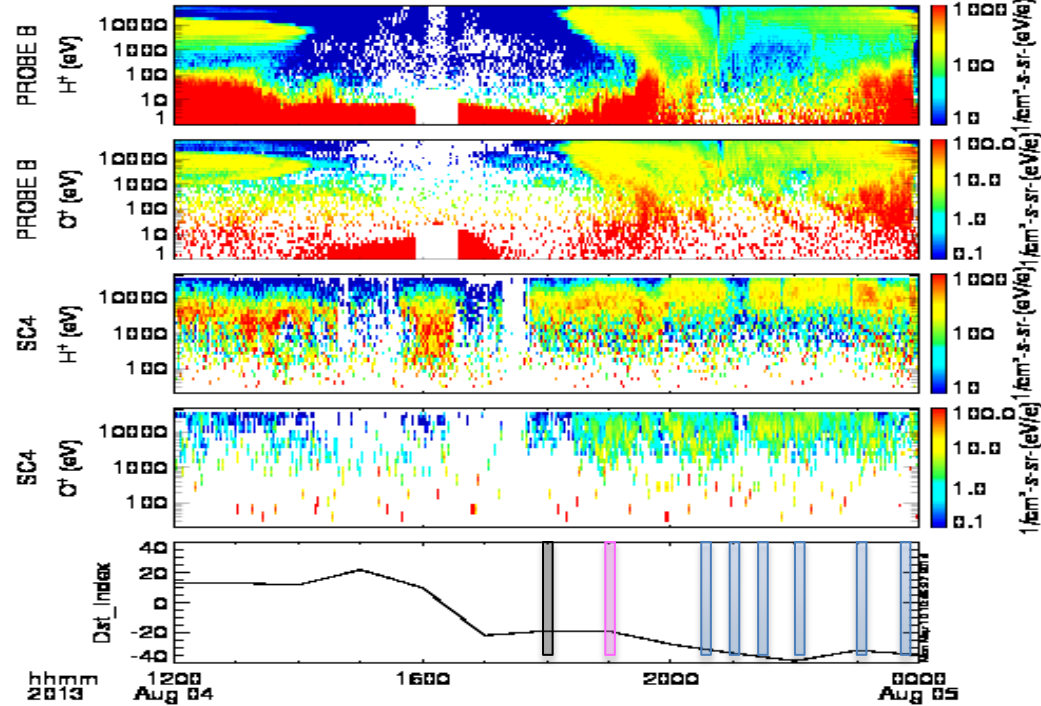 PROBE B
H⁺ (eV)
10000
1000
100
10
1
1000
100
10
1/cm²-s-sr-(eV/e)
PROBE B
O⁺ (eV)
10000
1000
100
10
1
100.0
10.0
1.0
0.1
1/cm²-s-sr-(eV/e)
SC4
H⁺ (eV)
10000
1000
100
1000
100
10
1/cm²-s-sr-(eV/e)
SC4
O⁺ (eV)
10000
1000
100
100.0
10.0
1.0
0.1
1/cm²-s-sr-(eV/e)
Dst_Index
40
20
0
-20
-40
hhmm
2013
1200
Aug 04
1600
2000
0000
Aug 05